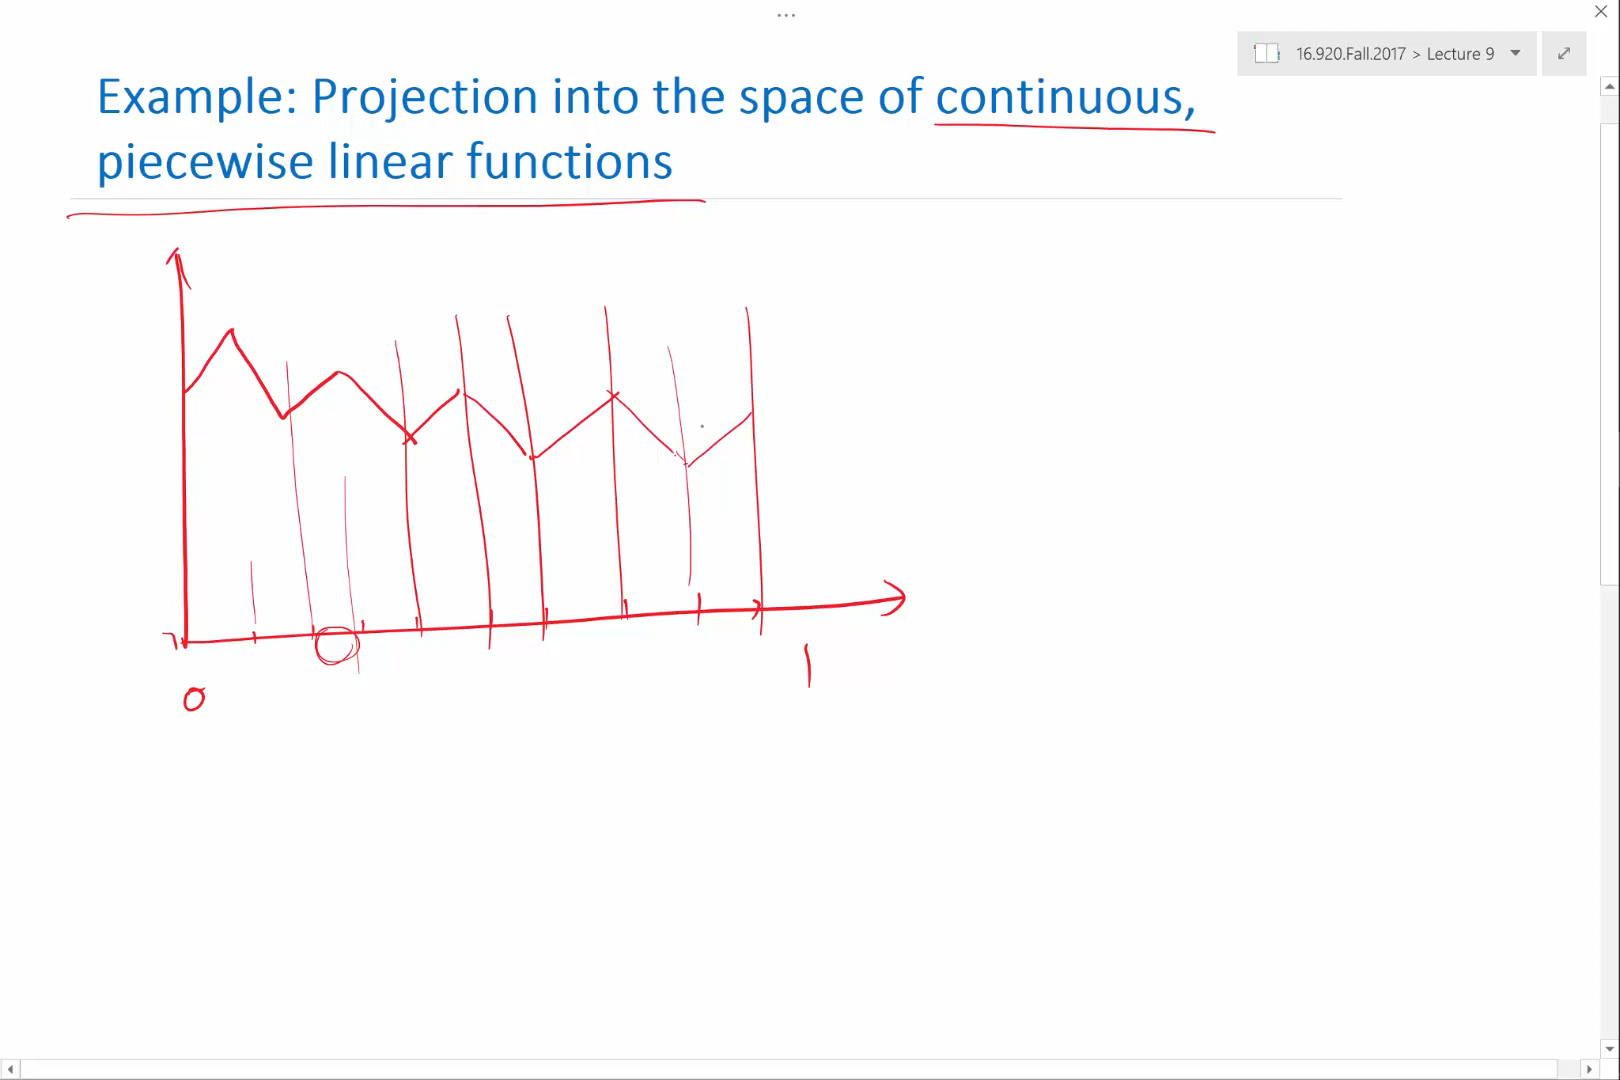 16.920.Fall.2017 > Lecture 9
Example: Projection into the space of continuous,
piecewise linear functions
0
1